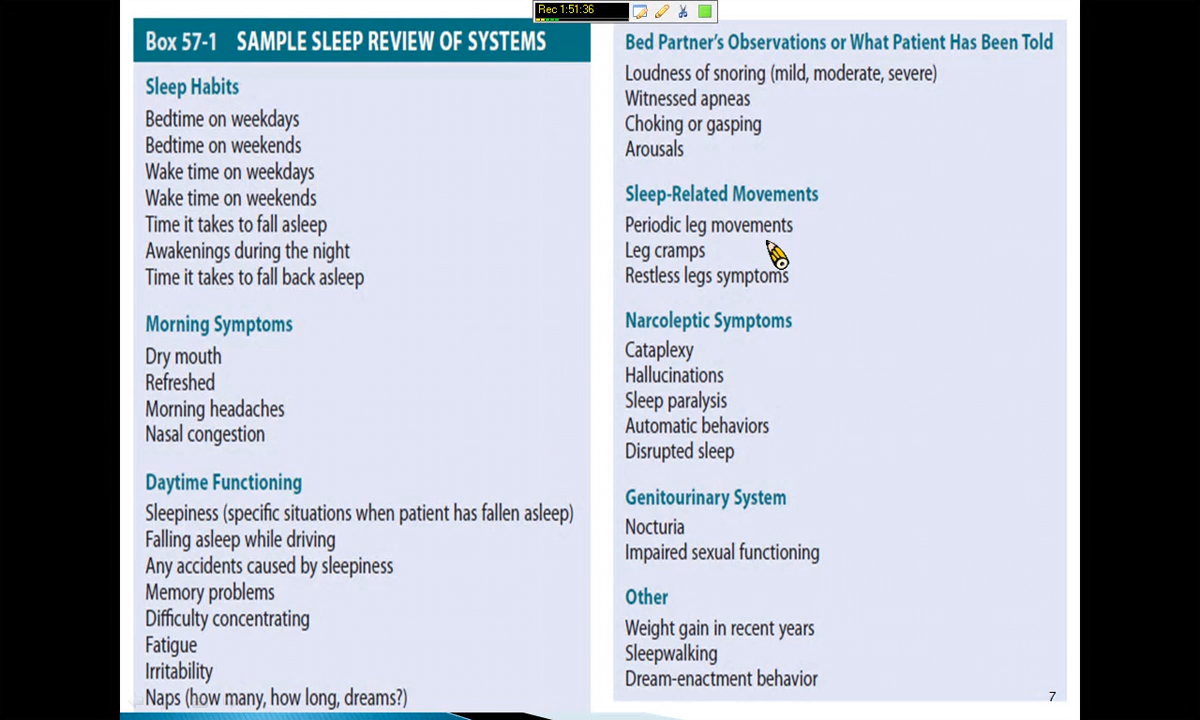 Rec 1:51:36
Box 57-1 SAMPLE SLEEP REVIEW OF SYSTEMS
Sleep Habits
Bedtime on weekdays
Bedtime on weekends
Wake time on weekdays
Wake time on weekends
Time it takes to fall asleep
Awakenings during the night
Time it takes to fall back asleep
Morning Symptoms
Dry mouth
Refreshed
Morning headaches
Nasal congestion
Daytime Functioning
Sleepiness (specific situations when patient has fallen asleep)
Falling asleep while driving
Any accidents caused by sleepiness
Memory problems
Difficulty concentrating
Fatigue
Irritability
Naps (how many, how long, dreams?)
Bed Partner's Observations or What Patient Has Been Told
Loudness of snoring (mild, moderate, severe)
Witnessed apneas
Choking or gasping
Arousals
Sleep-Related Movements
Periodic leg movements
Leg cramps
Restless legs symptoms
Narcoleptic Symptoms
Cataplexy
Hallucinations
Sleep paralysis
Automatic behaviors
Disrupted sleep
Genitourinary System
Nocturia
Impaired sexual functioning
Other
Weight gain in recent years
Sleepwalking
Dream-enactment behavior
7